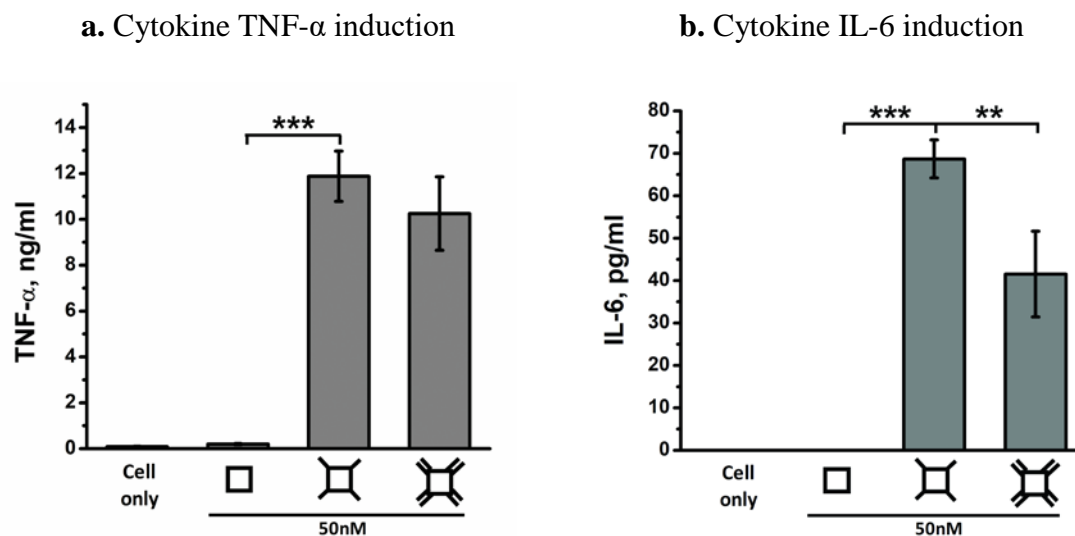 a. Cytokine TNF-α induction
b. Cytokine IL-6 induction
TNF-α, ng/ml
14
12
10
8
6
4
2
0
***
Cell
only
50nM
IL-6, pg/ml
80
70
60
50
40
30
20
10
0
***
**
Cell
only
50nM